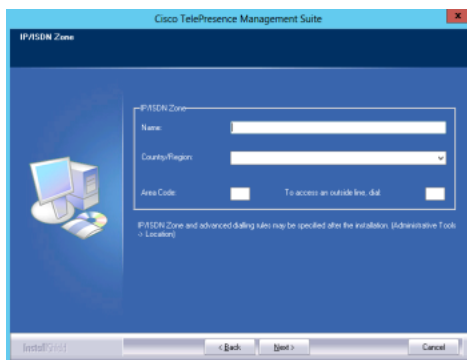 Cisco TelePresence Management Suite
x
IP/ISDN Zone
IP/ISDN Zone
Name:
Country/Region:
Area Code: To access an outside line, dial:
IP/ISDN Zone and advanced dialling rules may be specified after the installation. (Administrative Tools
-> Location)
InstallShield
< Back Next > Cancel